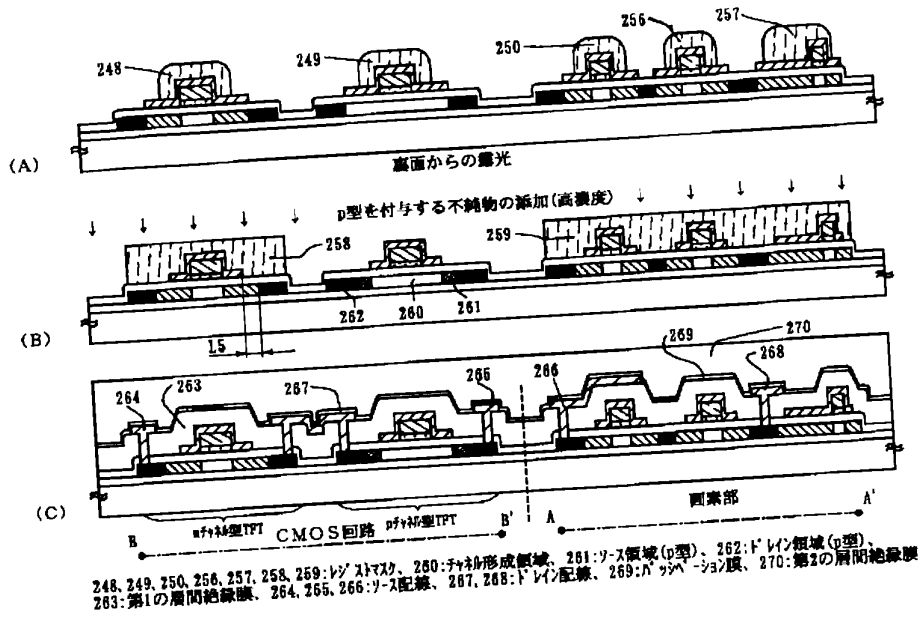 248
249
250
256
257
(A)
裏面からの露光
p型を付与する不純物の添加(高濃度)
258
259
262
260
261
(B)
L5
264
263
267
265
266
269
270
268
(C)
nﾁｬﾈﾙ型TFT
pﾁｬﾈﾙ型TFT
画素部
B
CMOS回路
B'
A
A'
248、249、250、256、257、258、259:ﾚｼﾞｽﾄﾏｽｸ、260:ﾁｬﾈﾙ形成領域、261:ｿｰｽ領域(p型)、262:ﾄﾞﾚｲﾝ領域(p型)、
263:第1の層間絶縁膜、264、265、266:ｿｰｽ配線、267、268:ﾄﾞﾚｲﾝ配線、269:ﾊﾟｯｼﾍﾞｰｼｮﾝ膜、270:第2の層間絶縁膜